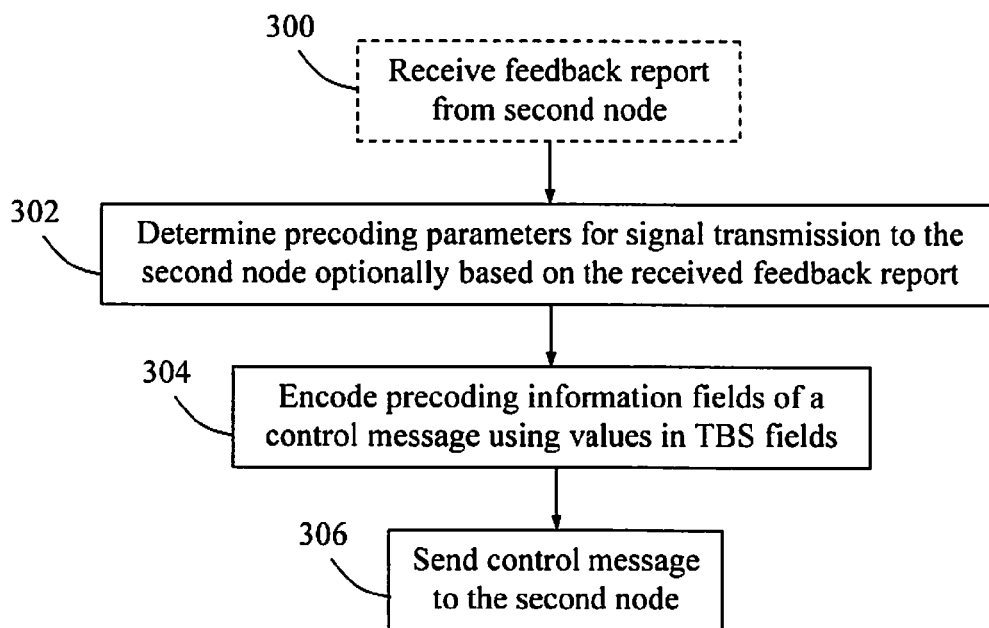 300
Receive feedback report
from second node
302
Determine precoding parameters for signal transmission to the
second node optionally based on the received feedback report
304
Encode precoding information fields of a
control message using values in TBS fields
306
Send control message
to the second node